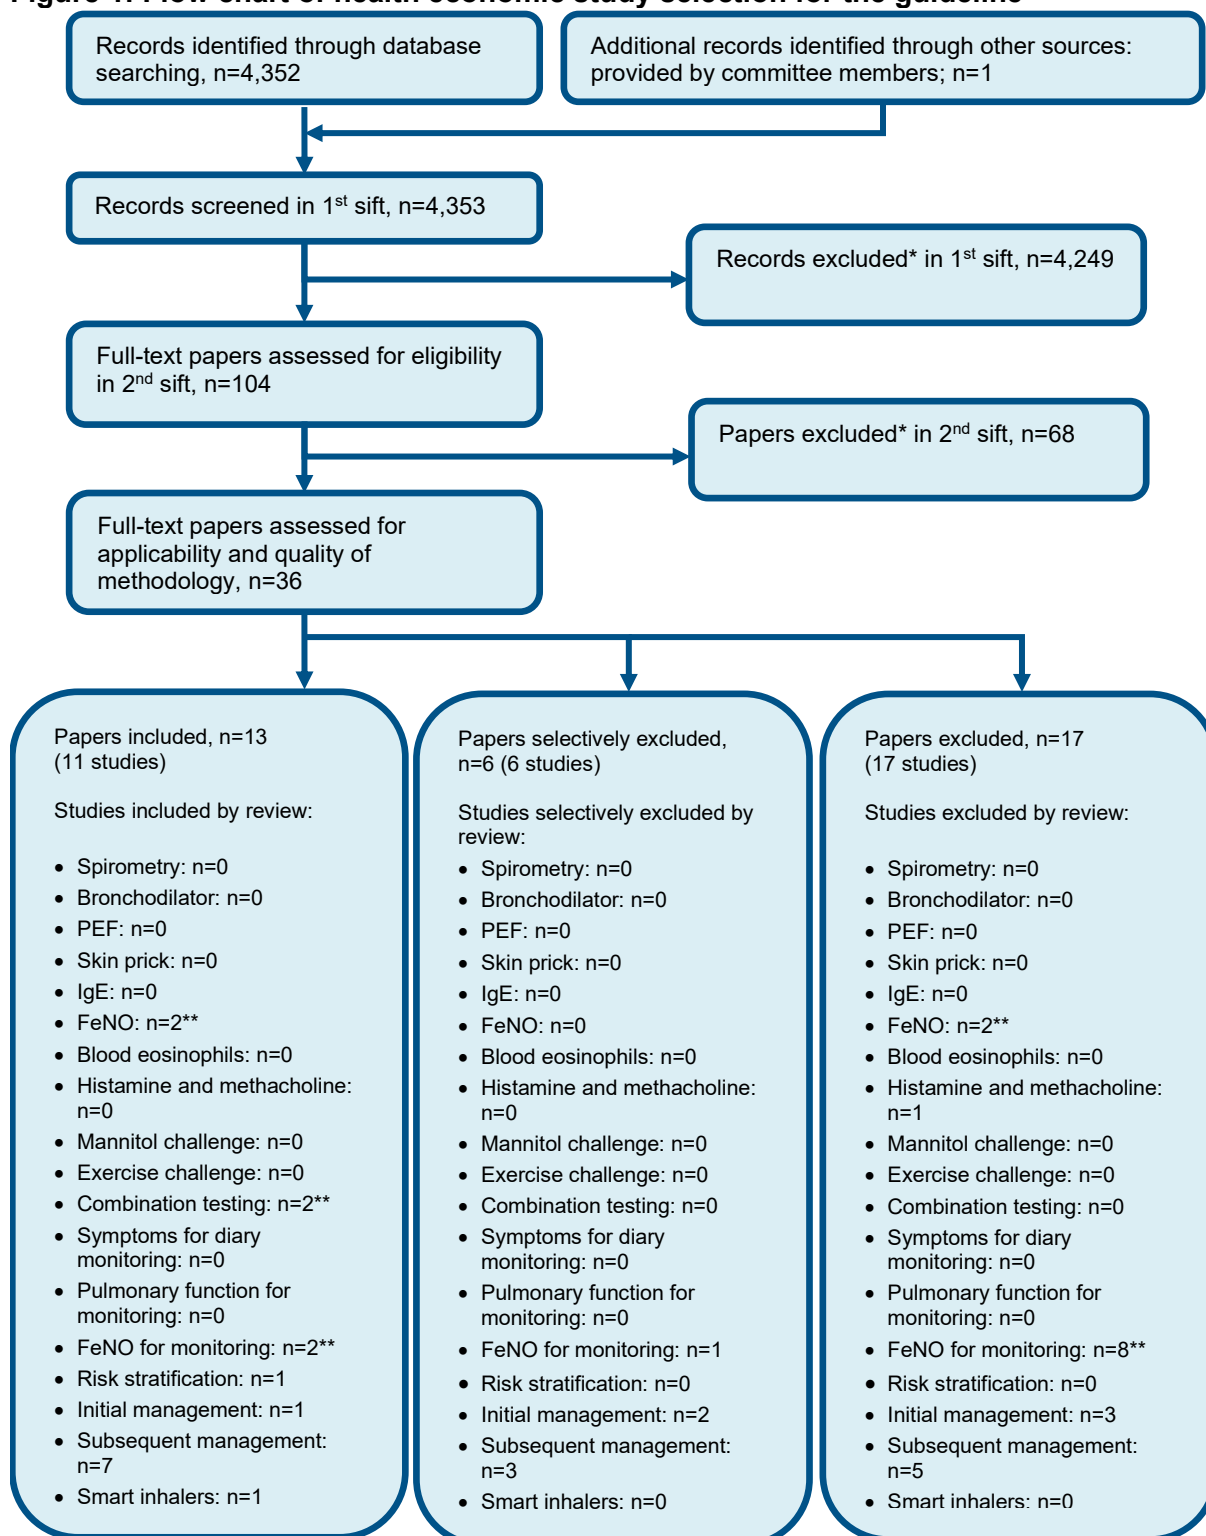 Figure 1: Flow chart of health economic study selection for the guideline
Records identified through database
searching, n=4,352
Additional records identified through other sources:
provided by committee members; n=1
Records screened in 1st sift, n=4,353
Records excluded* in 1st sift, n=4,249
Full-text papers assessed for eligibility
in 2nd sift, n=104
Papers excluded* in 2nd sift, n=68
Full-text papers assessed for
applicability and quality of
methodology, n=36
Papers included, n=13
(11 studies)
Studies included by review:
• Spirometry: n=0
• Bronchodilator: n=0
• PEF: n=0
• Skin prick: n=0
• IgE: n=0
• FeNO: n=2**
• Blood eosinophils: n=0
• Histamine and methacholine:
n=0
• Mannitol challenge: n=0
• Exercise challenge: n=0
• Combination testing: n=2**
• Symptoms for diary
monitoring: n=0
• Pulmonary function for
monitoring: n=0
• FeNO for monitoring: n=2**
• Risk stratification: n=1
• Initial management: n=1
• Subsequent management:
n=7
• Smart inhalers: n=1
Papers selectively excluded,
n=6 (6 studies)
Studies selectively excluded by
review:
• Spirometry: n=0
• Bronchodilator: n=0
• PEF: n=0
• Skin prick: n=0
• IgE: n=0
• FeNO: n=0
• Blood eosinophils: n=0
• Histamine and methacholine:
n=0
• Mannitol challenge: n=0
• Exercise challenge: n=0
• Combination testing: n=0
• Symptoms for diary
monitoring: n=0
• Pulmonary function for
monitoring: n=0
• FeNO for monitoring: n=1
• Risk stratification: n=0
• Initial management: n=2
• Subsequent management:
n=3
• Smart inhalers: n=0
Papers excluded, n=17
(17 studies)
Studies excluded by review:
• Spirometry: n=0
• Bronchodilator: n=0
• PEF: n=0
• Skin prick: n=0
• IgE: n=0
• FeNO: n=2**
• Blood eosinophils: n=0
• Histamine and methacholine:
n=1
• Mannitol challenge: n=0
• Exercise challenge: n=0
• Combination testing: n=0
• Symptoms for diary
monitoring: n=0
• Pulmonary function for
monitoring: n=0
• FeNO for monitoring: n=8**
• Risk stratification: n=0
• Initial management: n=3
• Subsequent management:
n=5
• Smart inhalers: n=0